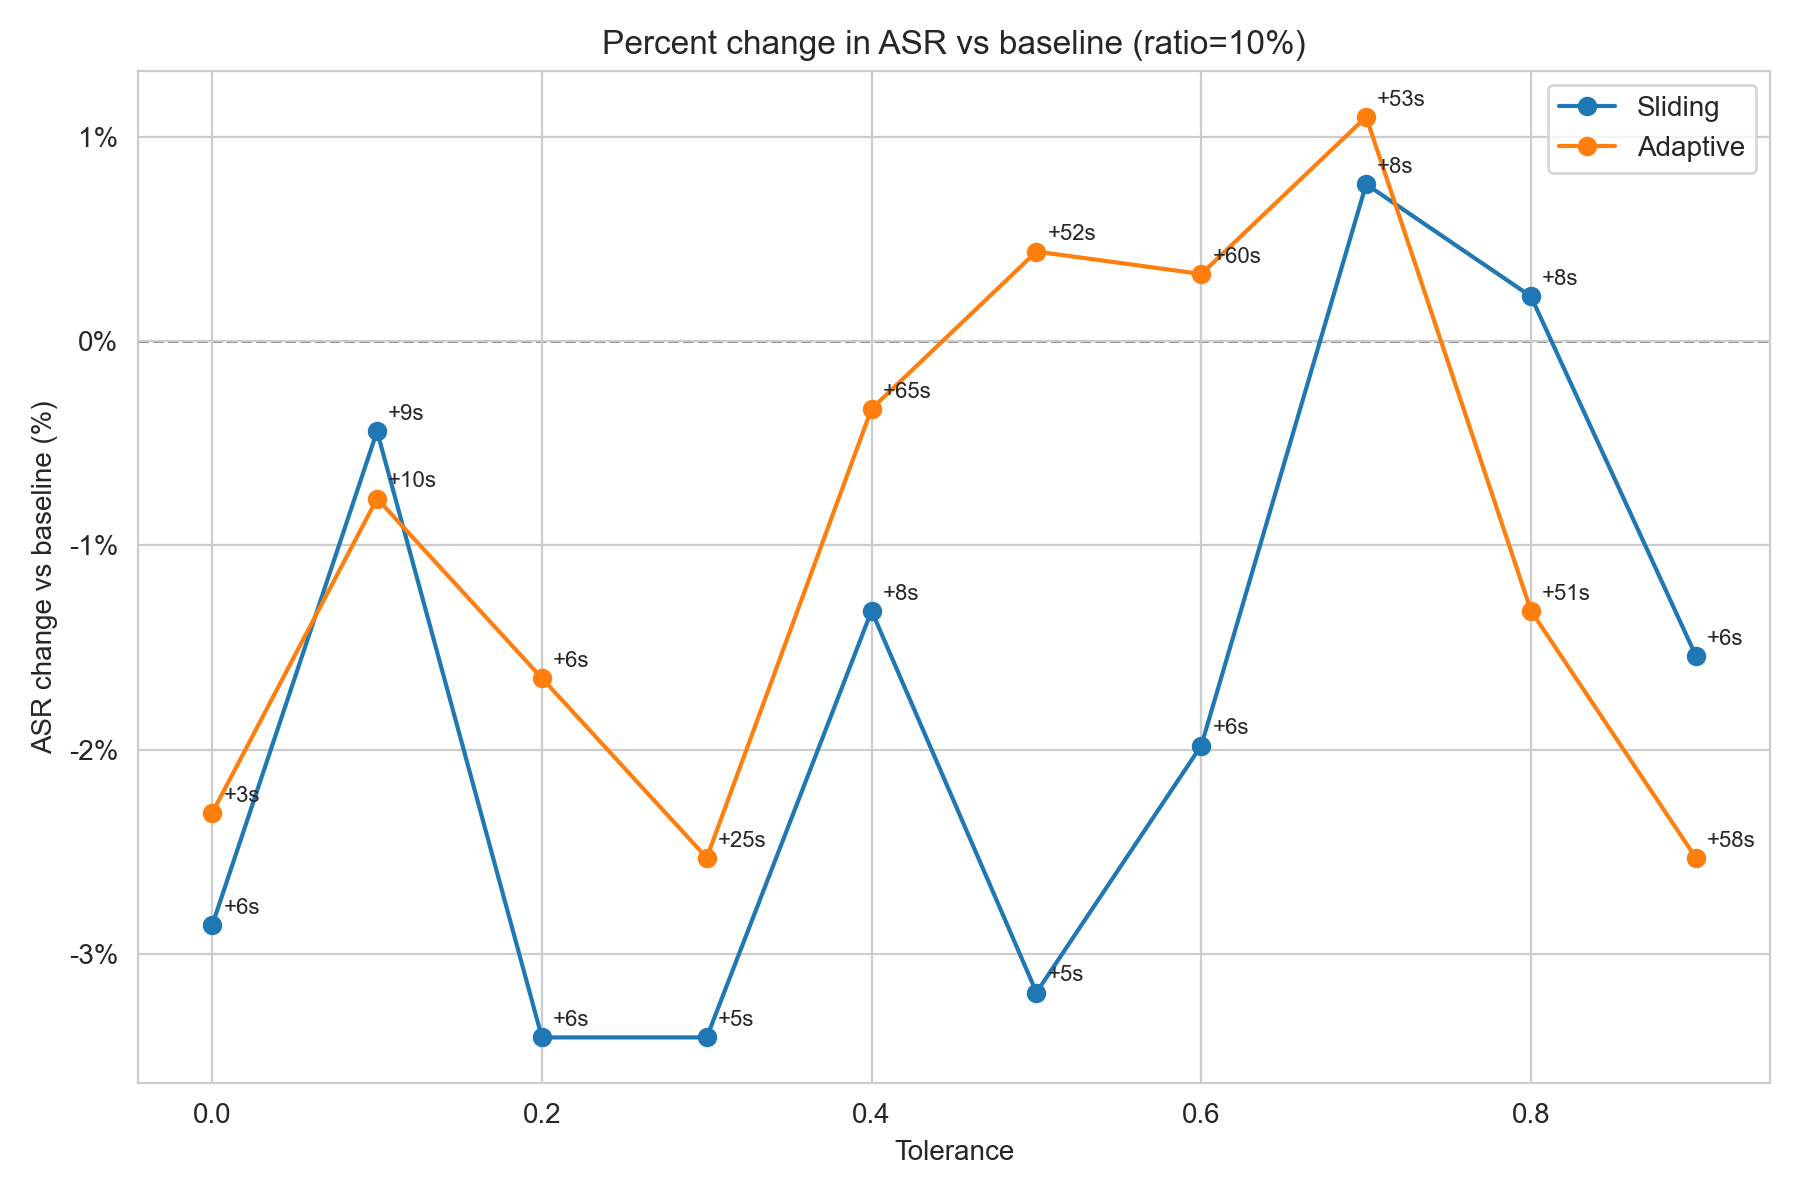 Percent change in ASR vs baseline (ratio=10%)
Sliding
Adaptive
ASR change vs baseline (%)
1%
0%
-1%
-2%
-3%
+53s
+8s
+52s
+60s
+8s
+65s
+9s
+10s
+8s
+51s
+6s
+6s
+6s
+3s
+25s
+58s
+6s
+5s
+6s
+5s
0.0
0.2
0.4
0.6
0.8
Tolerance